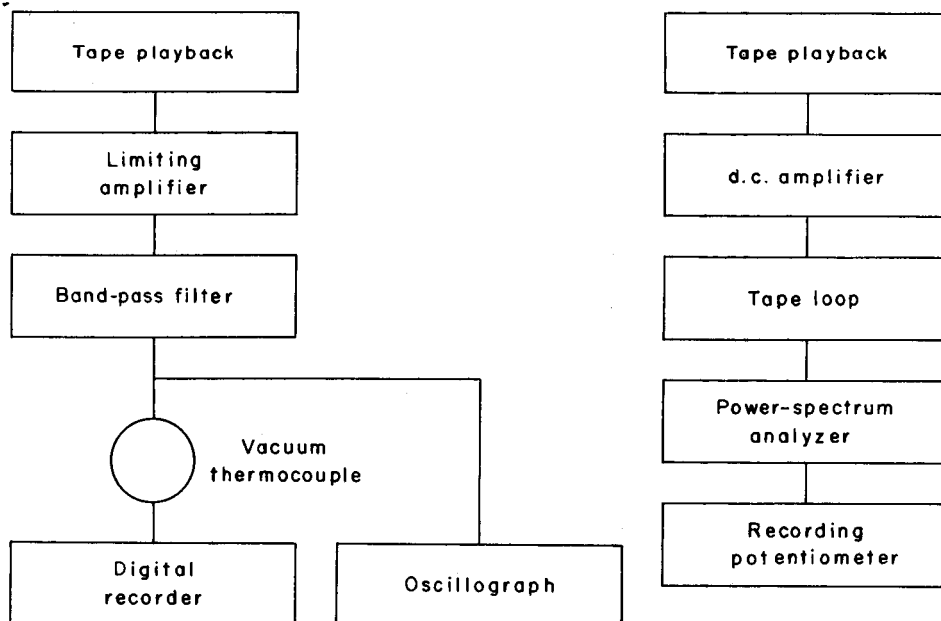 Tape playback
Limiting
amplifier
Band-pass filter
Vacuum
thermocouple
Digital
recorder
Oscillograph
Tape playback
d.c. amplifier
Tape loop
Power-spectrum
analyzer
Recording
potentiometer